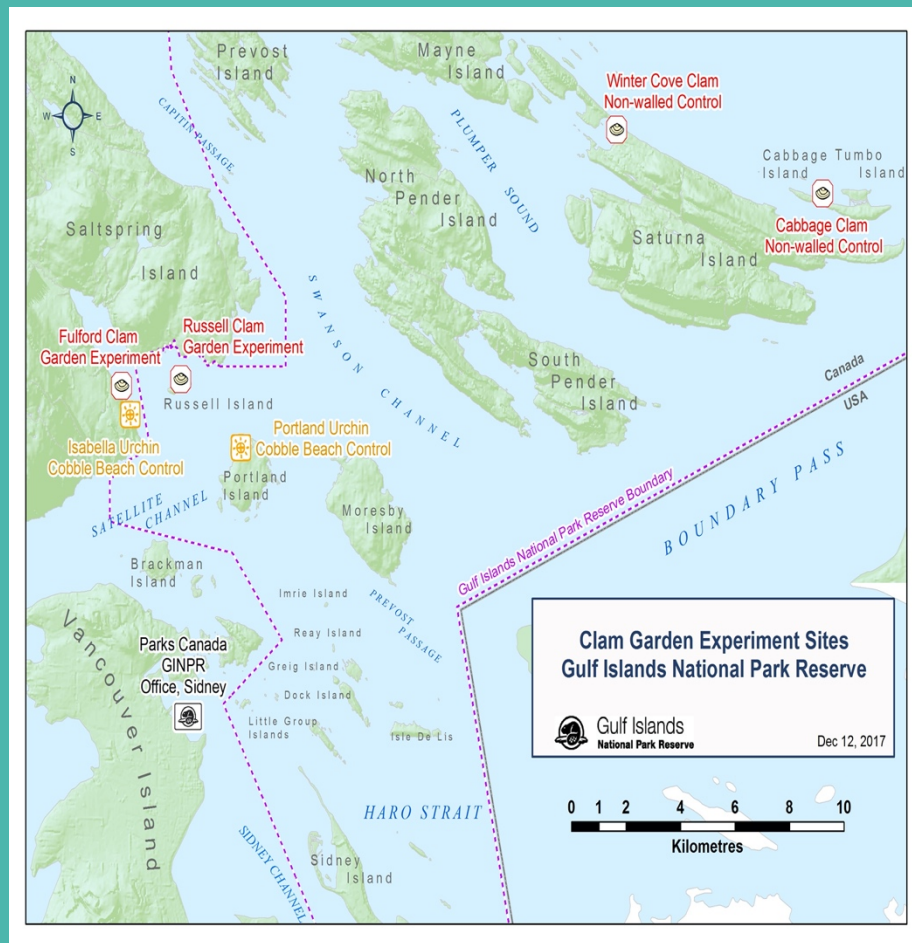 Prevost
Island
Mayne
Island
Winter Cove Clam
Non-walled Control
N
W
E
S
CAPITIN PASSAGE
PLUMPER SOUND
Cabbage
Island
Tumbo
Island
North
Pender
Island
Cabbage Clam
Non-walled Control
Saltspring
Island
Saturna
Island
SWANSON CHANNEL
Fulford Clam
Garden Experiment
Russell Clam
Garden Experiment
South
Pender
Island
Canada
USA
Russell Island
Isabella Urchin
Cobble Beach Control
Portland Urchin
Cobble Beach Control
Portland
Island
Moresby
Island
SATELLITE
CHANNEL
BOUNDARY PASS
Gulf Islands National Park Reserve Boundary
Brackman
Island
Imrie Island
PREVOST
PASSAGE
Reay Island
Vancouver Island
Parks Canada
GINPR
Office, Sidney
Greig Island
Dock Island
Little Group
Islands
Isle De Lis
Clam Garden Experiment Sites
Gulf Islands National Park Reserve
Gulf Islands
National Park Reserve
Dec 12, 2017
HARO STRAIT
0 1 2 4 6 8 10
Kilometres
SIDNEY CHANNEL
Sidney
Island